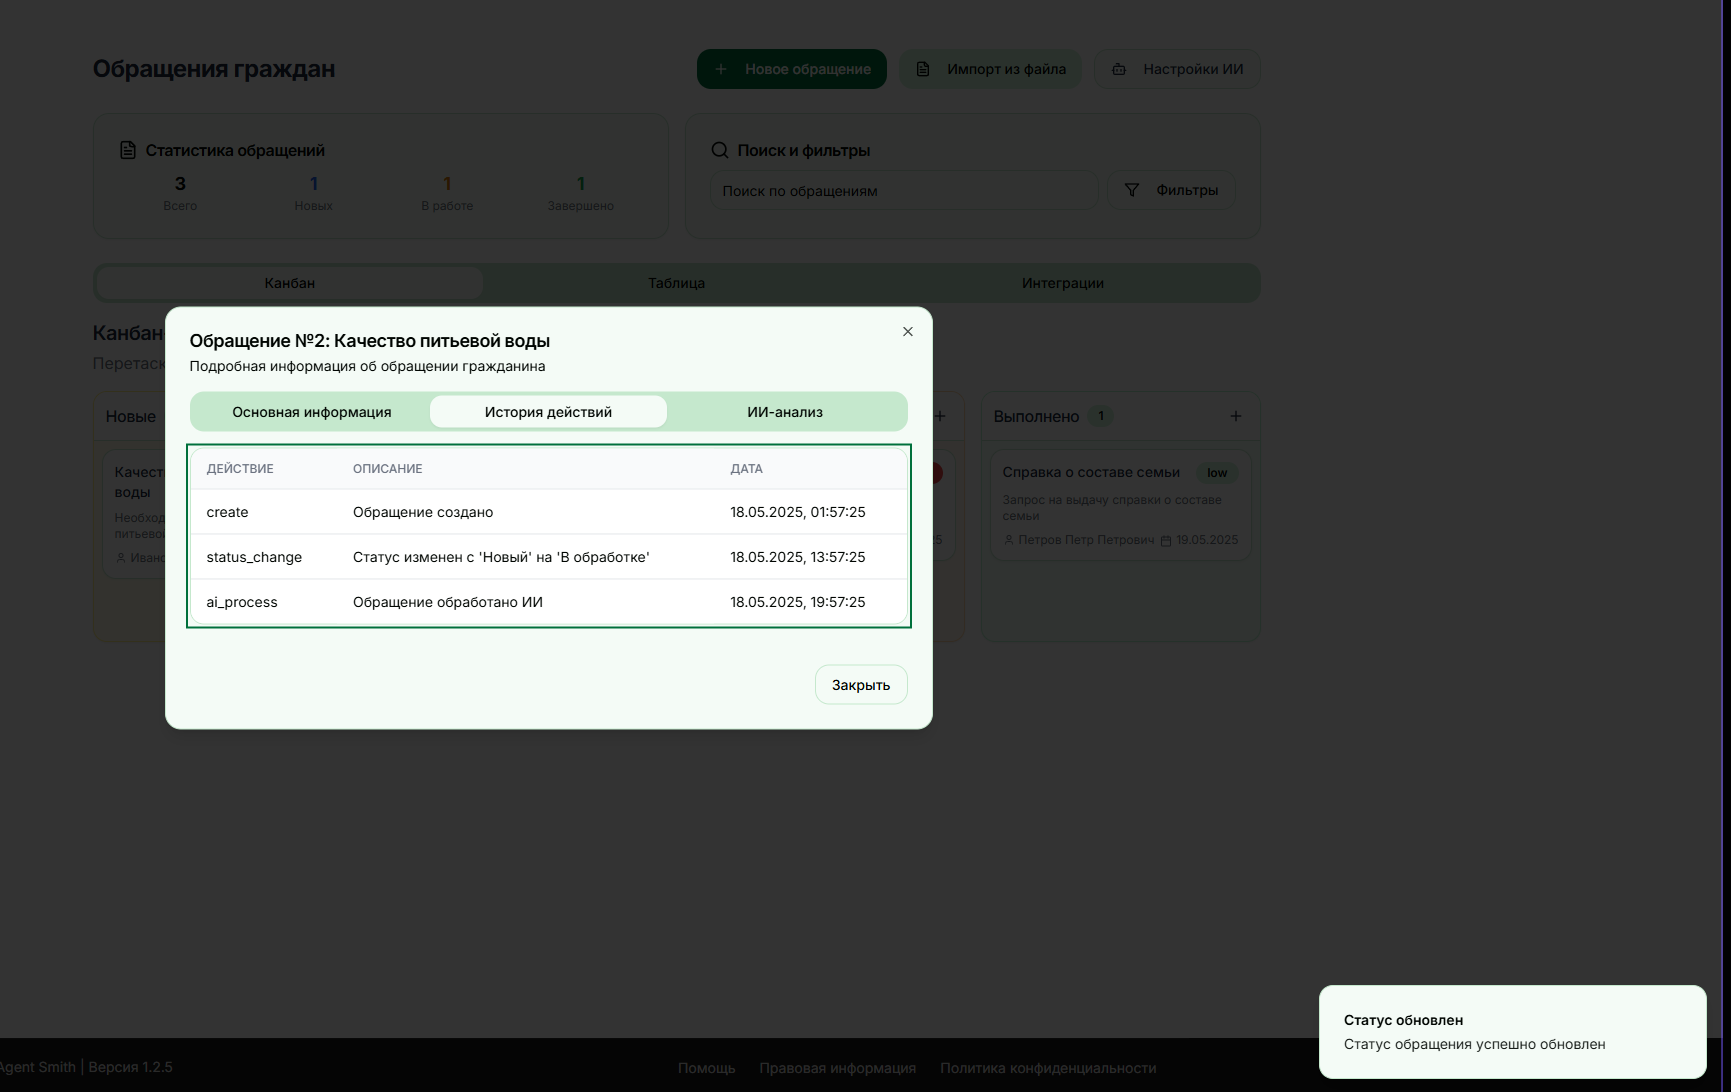 Обращения граждан
Новое обращение
Импорт из файла
Настройки ИИ
Статистика обращений
3
1
1
1
Всего
Новых
В работе
Завершено
Поиск и фильтры
Поиск по обращениям
Фильтры
Канбан
Таблица
Интеграции
Канбан
Обращение №2: Качество питьевой воды
Подробная информация об обращении гражданина
Основная информация
История действий
ИИ-анализ
ДЕЙСТВИЕ ОПИСАНИЕ ДАТА
create Обращение создано 18.05.2025, 01:57:25
status_change Статус изменен с 'Новый' на 'В обработке' 18.05.2025, 13:57:25
ai_process Обращение обработано ИИ 18.05.2025, 19:57:25
Закрыть
Новые
воды
Выполнено 1
Справка о составе семьи low
Запрос на выдачу справки о составе
семьи
Петров Петр Петрович 19.05.2025
Статус обновлен
Статус обращения успешно обновлен
Agent Smith | Версия 1.2.5
Помощь
Правовая информация
Политика конфиденциальности